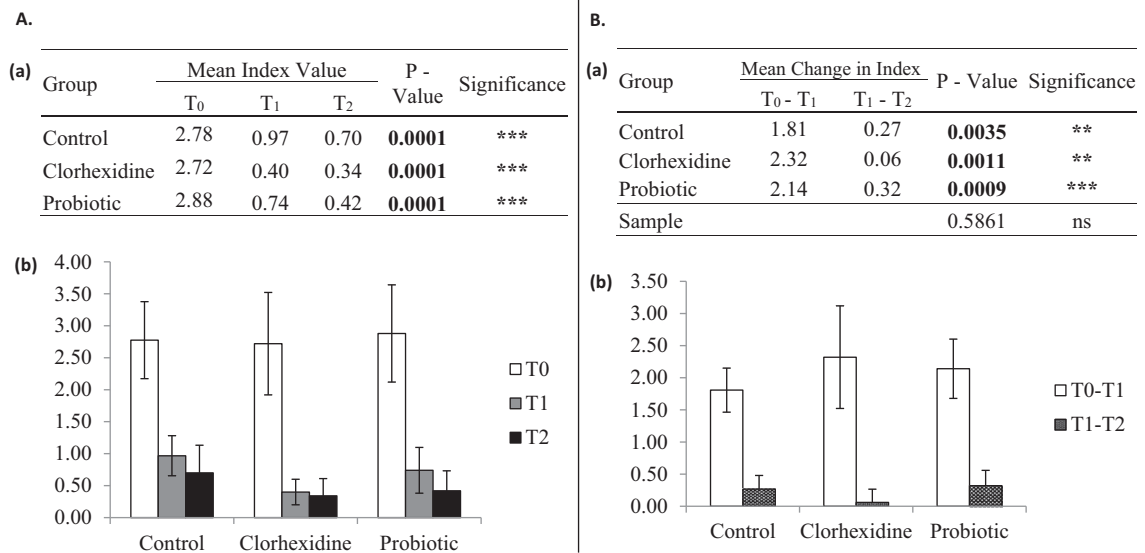 A.
(a)
Group Mean Index Value P - Value Significance
T₀ T₁ T₂
Control 2.78 0.97 0.70 0.0001 ***
Clorhexidine 2.72 0.40 0.34 0.0001 ***
Probiotic 2.88 0.74 0.42 0.0001 ***
(b)
4.00
3.50
3.00
2.50
2.00
1.50
1.00
0.50
0.00
Control Clorhexidine Probiotic
T0
T1
T2
B.
(a)
Group Mean Change in Index P - Value Significance
T₀ - T₁ T₁ - T₂
Control 1.81 0.27 0.0035 **
Clorhexidine 2.32 0.06 0.0011 **
Probiotic 2.14 0.32 0.0009 ***
Sample 0.5861 ns
(b)
3.50
3.00
2.50
2.00
1.50
1.00
0.50
0.00
Control Clorhexidine Probiotic
T0-T1
T1-T2